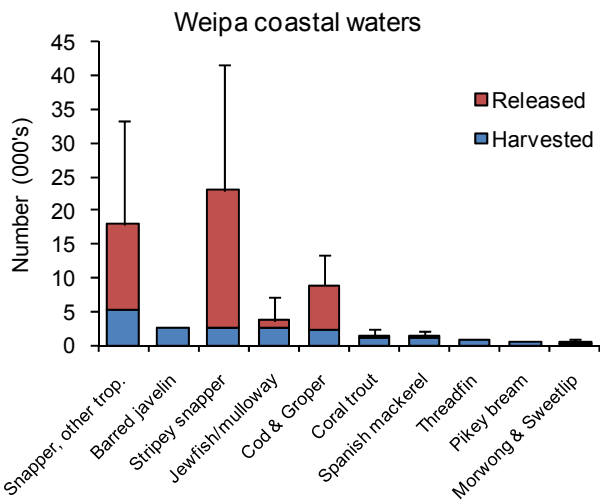 Weipa coastal waters
Number (000's)
45
40
35
30
25
20
15
10
5
0
Released
Harvested
Snapper, other trop.
Barred javelin
Stripey snapper
Jewfish/mulloway
Cod & Groper
Coral trout
Spanish mackerel
Threadfin
Pikey bream
Morwong & Sweetlip